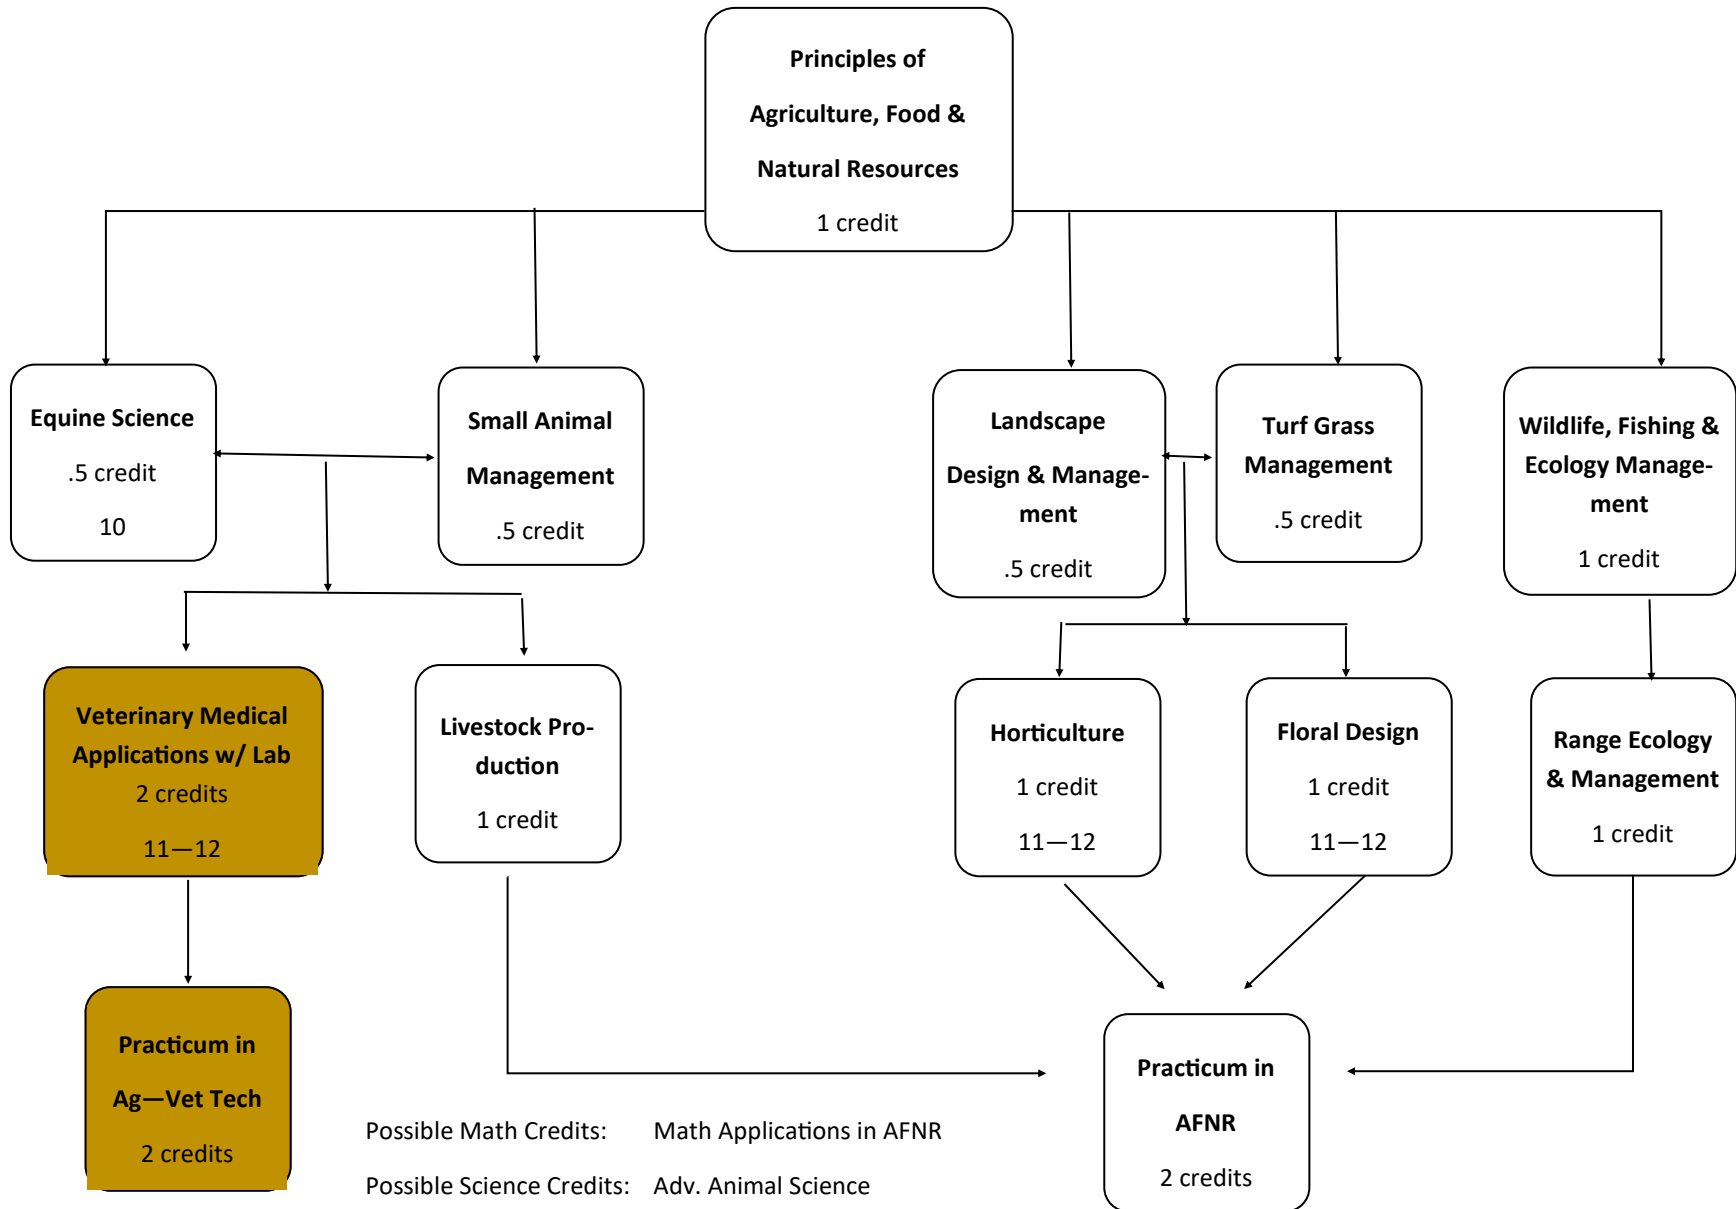 Principles of
Agriculture, Food &
Natural Resources
1 credit
Equine Science
.5 credit
10
Small Animal
Management
.5 credit
Landscape
Design & Manage-
ment
.5 credit
Turf Grass
Management
.5 credit
Wildlife, Fishing &
Ecology Manage-
ment
1 credit
Veterinary Medical
Applications w/ Lab
2 credits
11—12
Livestock Pro-
duction
1 credit
Horticulture
1 credit
11—12
Floral Design
1 credit
11—12
Range Ecology
& Management
1 credit
Practicum in
Ag—Vet Tech
2 credits
Practicum in
AFNR
2 credits
Possible Math Credits: Math Applications in AFNR
Possible Science Credits: Adv. Animal Science